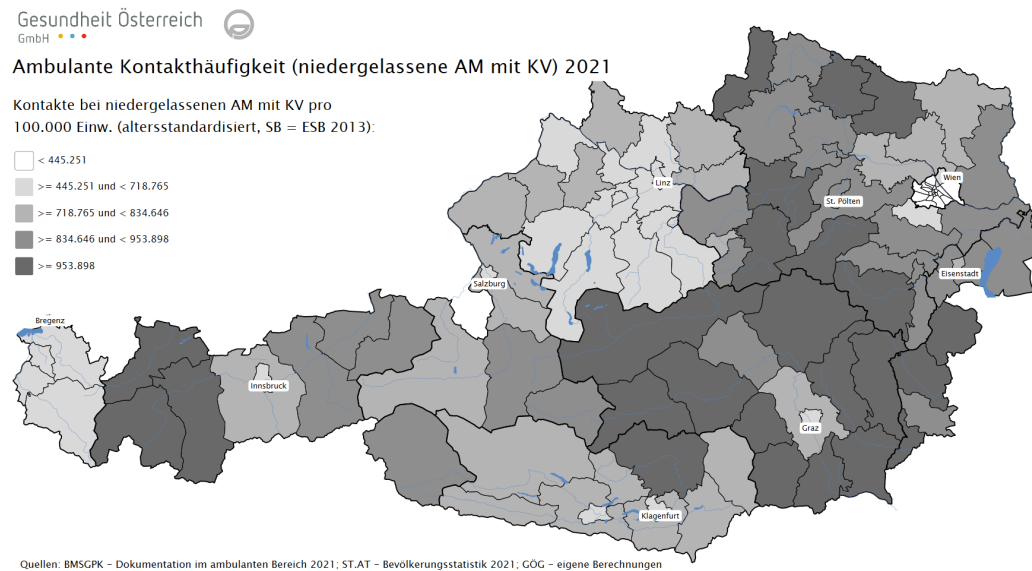 Gesundheit Österreich
GmbH
Ambulante Kontakthäufigkeit (niedergelassene AM mit KV) 2021
Kontakte bei niedergelassenen AM mit KV pro
100.000 Einw. (altersstandardisiert, SB = ESB 2013):
< 445.251
>= 445.251 und < 718.765
>= 718.765 und < 834.646
>= 834.646 und < 953.898
>= 953.898
Linz
Wien
St. Pölten
Eisenstadt
Salzburg
Bregenz
Innsbruck
Graz
Klagenfurt
Quellen: BMSGPK - Dokumentation im ambulanten Bereich 2021; ST.AT - Bevölkerungsstatistik 2021; GÖG - eigene Berechnungen